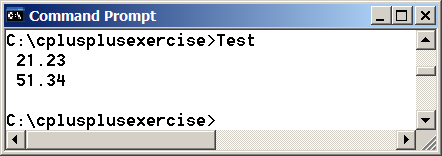 Command Prompt
C:\cplusplusexercise>Test
21.23
51.34
C:\cplusplusexercise>